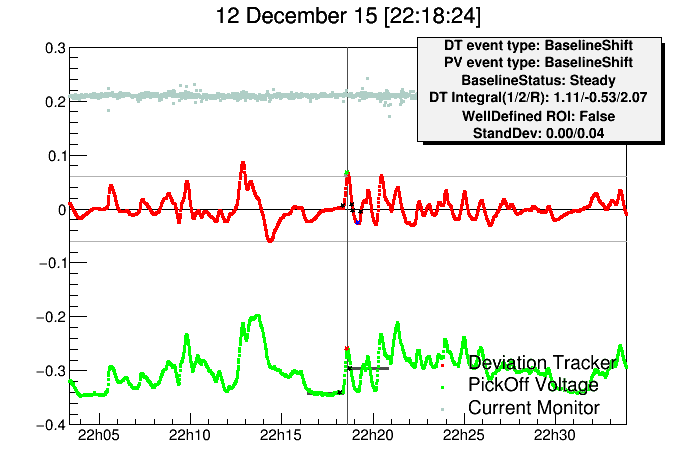 12 December 15 [22:18:24]
DT event type: BaselineShift
PV event type: BaselineShift
BaselineStatus: Steady
DT Integral(1/2/R): 1.11/-0.53/2.07
WellDefined ROI: False
StandDev: 0.00/0.04
0.3
0.2
0.1
0
−0.1
−0.2
−0.3
−0.4
Deviation Tracker
PickOff Voltage
Current Monitor
22h05 22h10 22h15 22h20 22h25 22h30